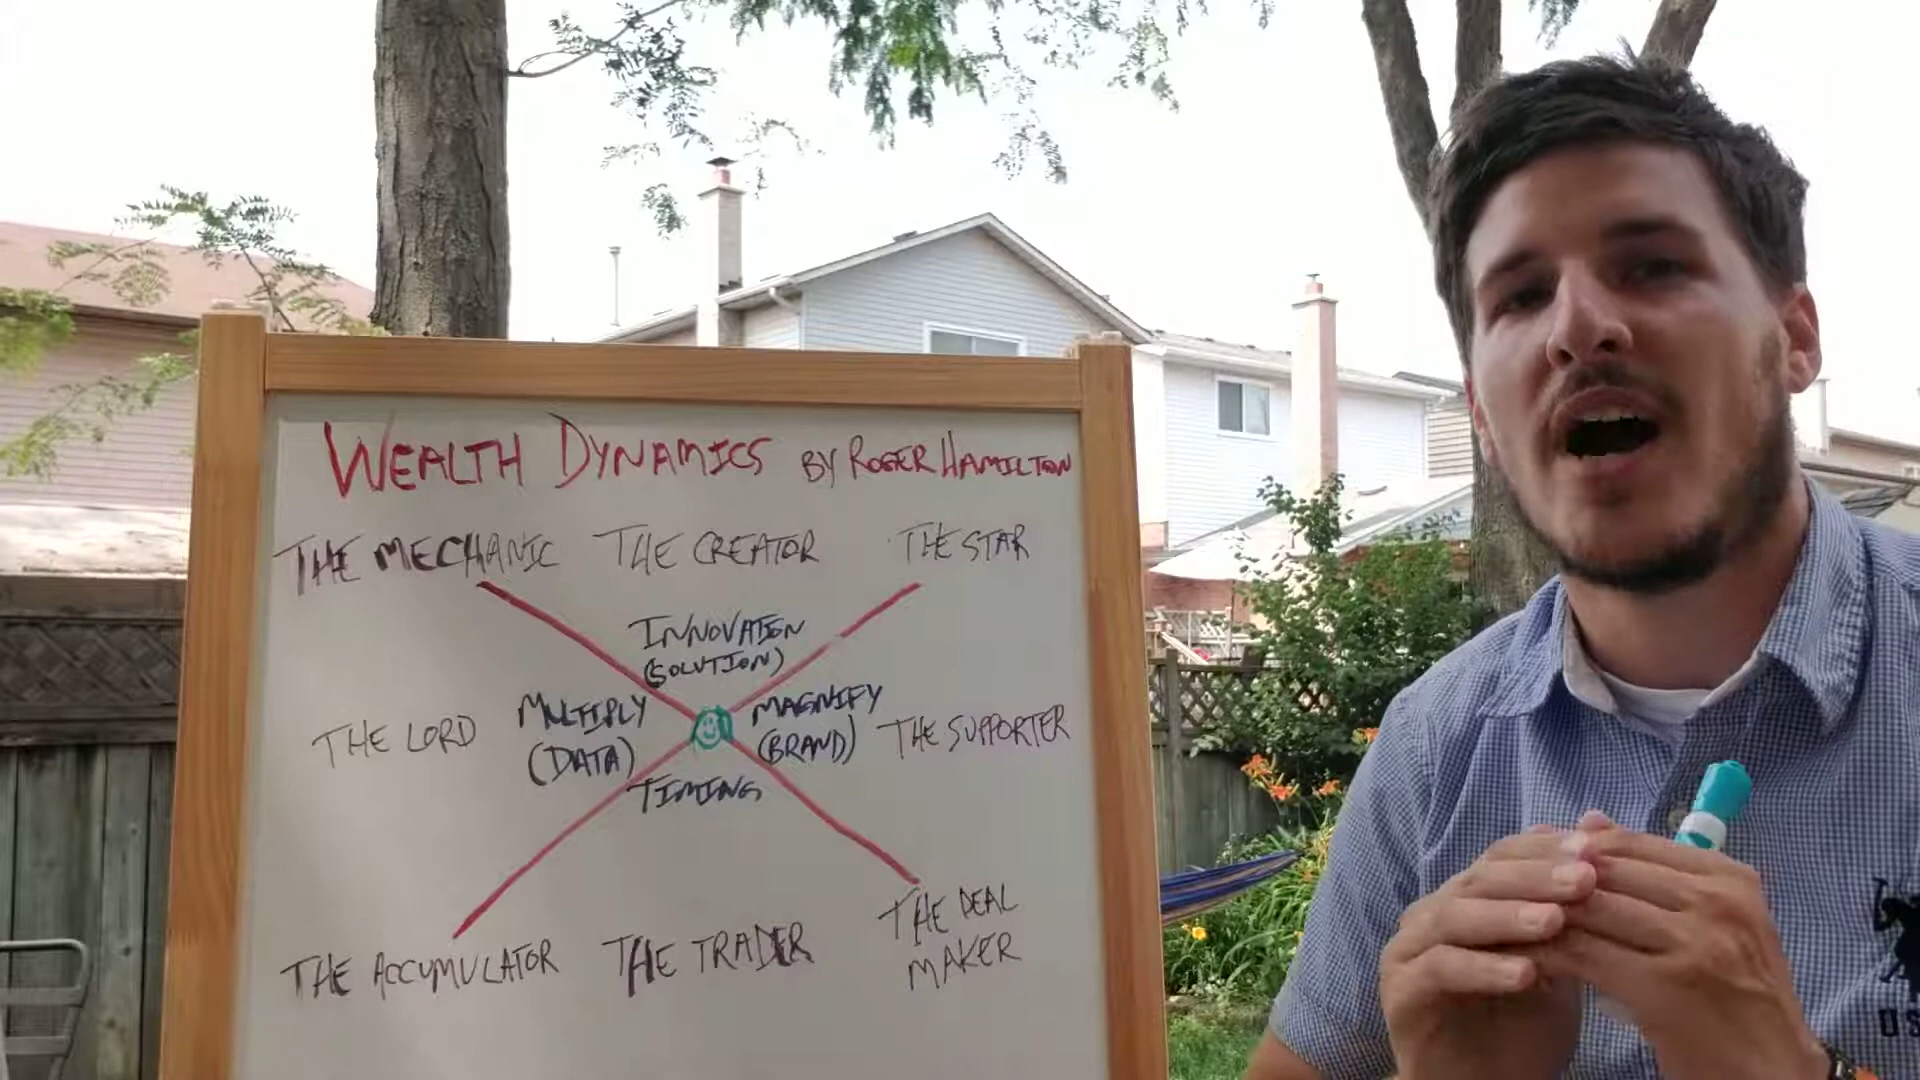 WEALTH DYNAMICS BY ROGER HAMILTON
THE MECHANIC THE CREATOR THE STAR
INNOVATION
(SOLUTION)
THE LORD MULTIPLY MAGNIFY THE SUPPORTER
(DATA) (BRAND)
TIMING
THE ACCUMULATOR THE TRADER THE DEAL
MAKER
US